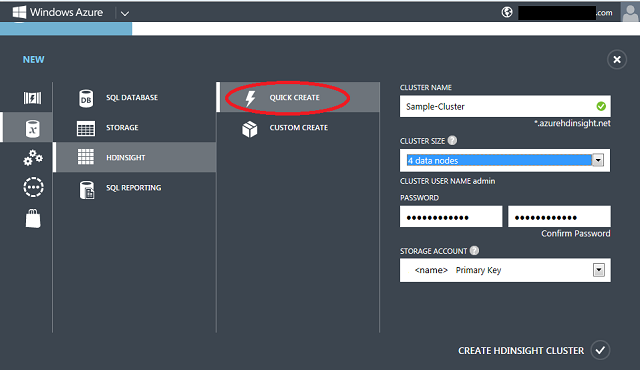 Windows Azure
.com
NEW
SQL DATABASE
STORAGE
HDINSIGHT
SQL REPORTING
QUICK CREATE
CUSTOM CREATE
CLUSTER NAME
Sample-Cluster
*.azurehdinsight.net
CLUSTER SIZE ?
4 data nodes
CLUSTER USER NAME admin
PASSWORD
●●●●●●●●●●●● ●●●●●●●●●●●●
Confirm Password
STORAGE ACCOUNT ?
<name> Primary Key
CREATE HDINSIGHT CLUSTER